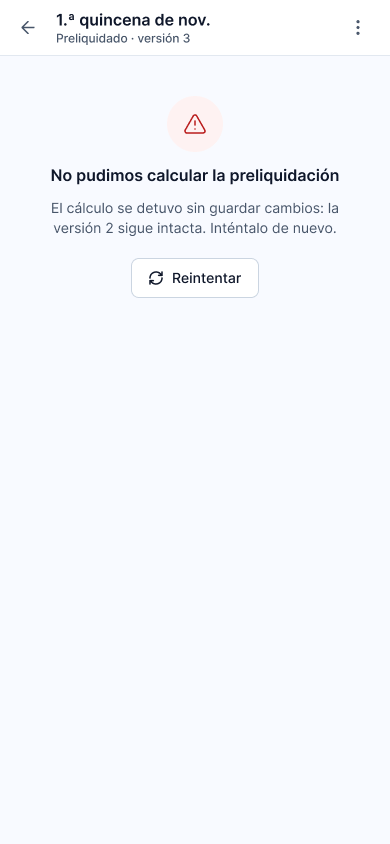 1.ª quincena de nov.
Preliquidado · versión 3
No pudimos calcular la preliquidación
El cálculo se detuvo sin guardar cambios: la
versión 2 sigue intacta. Inténtalo de nuevo.
Reintentar